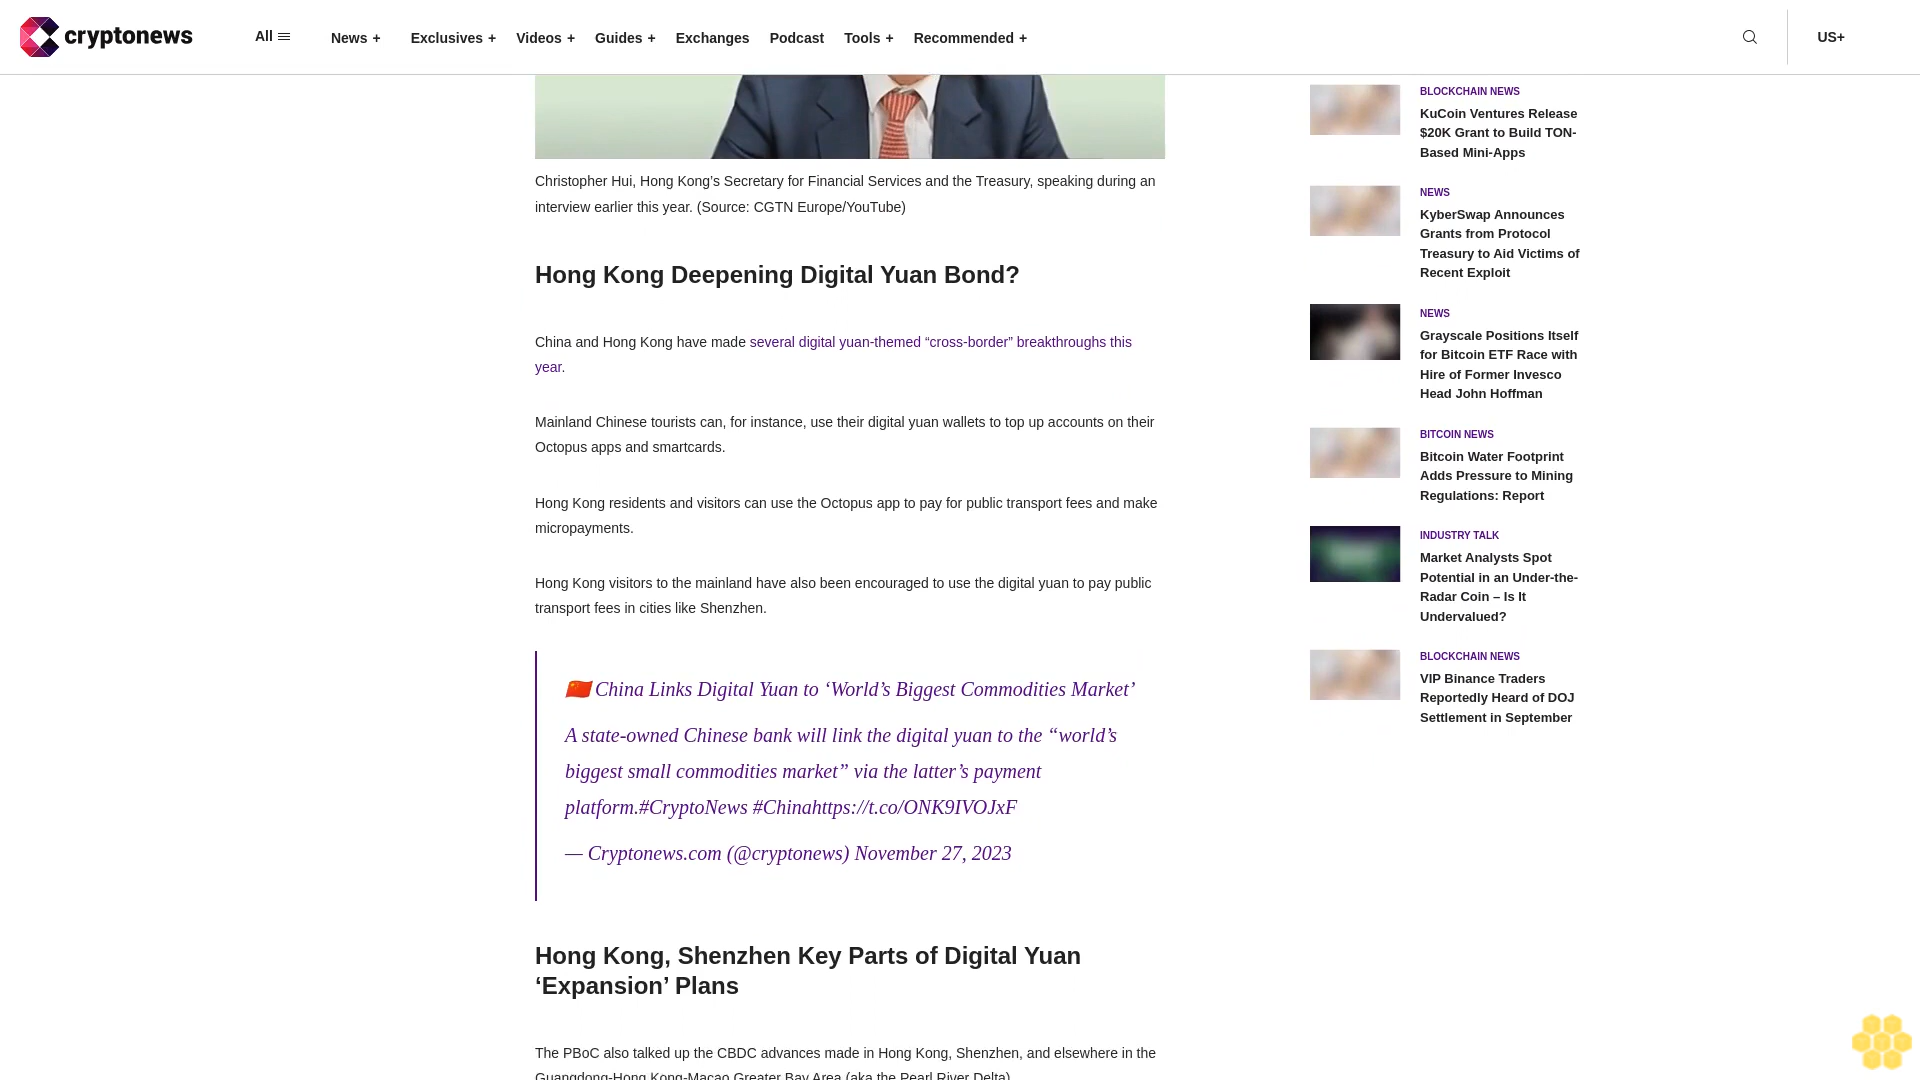 cryptonews
All
News +
Exclusives +
Videos +
Guides +
Exchanges
Podcast
Tools +
Recommended +
US+
Christopher Hui, Hong Kong’s Secretary for Financial Services and the Treasury, speaking during an
interview earlier this year. (Source: CGTN Europe/YouTube)
Hong Kong Deepening Digital Yuan Bond?
China and Hong Kong have made several digital yuan-themed “cross-border” breakthroughs this
year.
Mainland Chinese tourists can, for instance, use their digital yuan wallets to top up accounts on their
Octopus apps and smartcards.
Hong Kong residents and visitors can use the Octopus app to pay for public transport fees and make
micropayments.
Hong Kong visitors to the mainland have also been encouraged to use the digital yuan to pay public
transport fees in cities like Shenzhen.
🇨🇳 China Links Digital Yuan to ‘World’s Biggest Commodities Market’
A state-owned Chinese bank will link the digital yuan to the “world’s
biggest small commodities market” via the latter’s payment
platform.#CryptoNews #Chinahttps://t.co/ONK9IVOJxF
— Cryptonews.com (@cryptonews) November 27, 2023
Hong Kong, Shenzhen Key Parts of Digital Yuan
‘Expansion’ Plans
The PBoC also talked up the CBDC advances made in Hong Kong, Shenzhen, and elsewhere in the
Guangdong-Hong Kong-Macao Greater Bay Area (aka the Pearl River Delta).
BLOCKCHAIN NEWS
KuCoin Ventures Release
$20K Grant to Build TON-
Based Mini-Apps
NEWS
KyberSwap Announces
Grants from Protocol
Treasury to Aid Victims of
Recent Exploit
NEWS
Grayscale Positions Itself
for Bitcoin ETF Race with
Hire of Former Invesco
Head John Hoffman
BITCOIN NEWS
Bitcoin Water Footprint
Adds Pressure to Mining
Regulations: Report
INDUSTRY TALK
Market Analysts Spot
Potential in an Under-the-
Radar Coin – Is It
Undervalued?
BLOCKCHAIN NEWS
VIP Binance Traders
Reportedly Heard of DOJ
Settlement in September